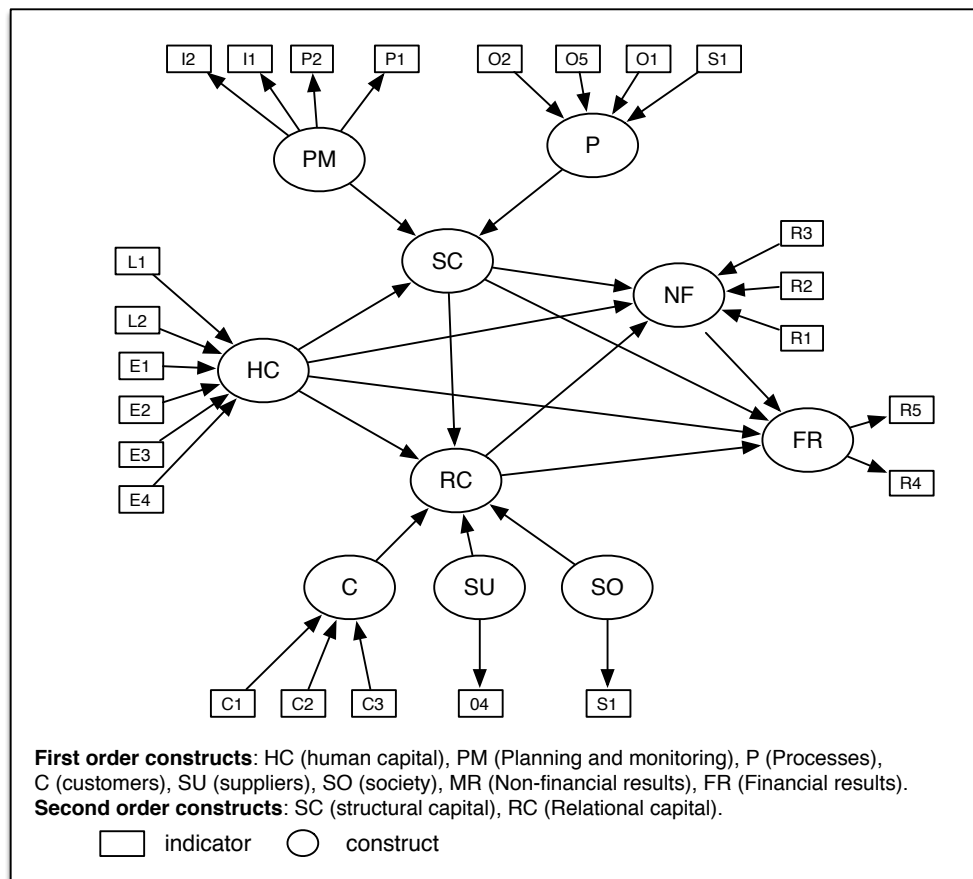 I2 I1 P2 P1 O2 O5 O1 S1
PM P
SC
R3
L1
R2
NF
L2
R1
E1
HC
E2
R5
E3
FR
RC
R4
E4
C SU SO
C1 C2 C3 04 S1
First order constructs: HC (human capital), PM (Planning and monitoring), P (Processes),
C (customers), SU (suppliers), SO (society), MR (Non-financial results), FR (Financial results).
Second order constructs: SC (structural capital), RC (Relational capital).
indicator construct